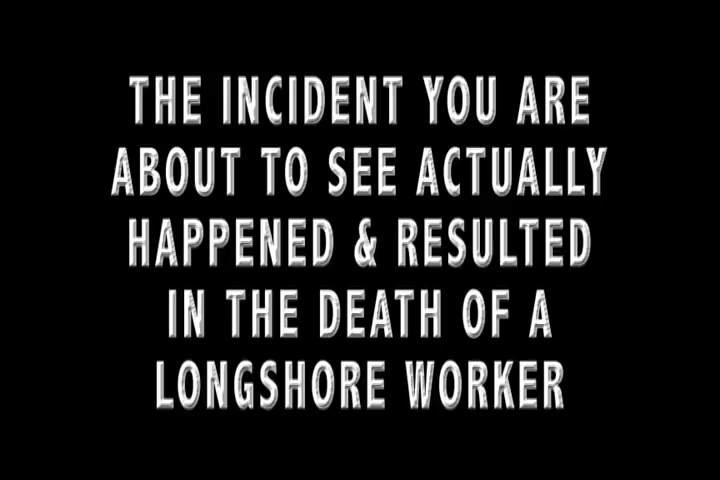 THE INCIDENT YOU ARE
ABOUT TO SEE ACTUALLY
HAPPENED & RESULTED
IN THE DEATH OF A
LONGSHORE WORKER